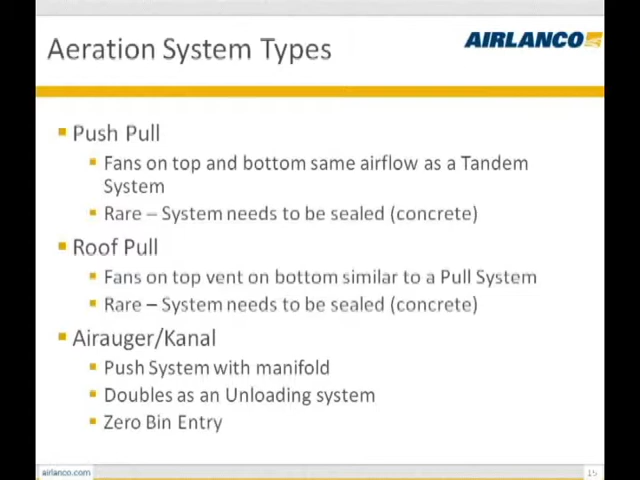 Aeration System Types
AIRLANCO
Push Pull
Fans on top and bottom same airflow as a Tandem
System
Rare – System needs to be sealed (concrete)
Roof Pull
Fans on top vent on bottom similar to a Pull System
Rare – System needs to be sealed (concrete)
Airauger/Kanal
Push System with manifold
Doubles as an Unloading system
Zero Bin Entry
airlanco.com
15